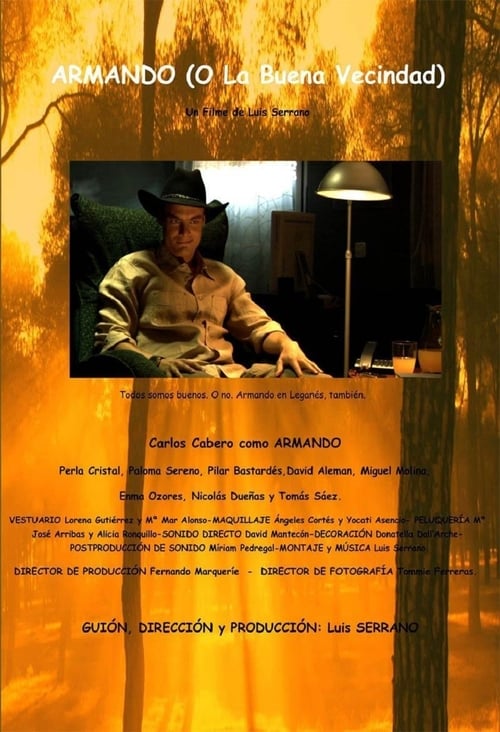 ARMANDO (O La Buena Vecindad)
Un Filme de Luis Serrano
Todos somos buenos. O no. Armando en Leganés, también.
Carlos Cabero como ARMANDO
Perla Cristal, Paloma Sereno, Pilar Bastardés,David Aleman, Miguel Molina,
Enma Ozores, Nicolás Dueñas y Tomás Sáez.
VESTUARIO Lorena Gutiérrez y Mª Mar Alonso-MAQUILLAJE Ángeles Cortés y Yocati Asencio- PELUQUERÍA Mª
José Arribas y Alicia Ronquillo-SONIDO DIRECTO David Mantecón-DECORACIÓN Donatella Dall'Arche-
POSTPRODUCCIÓN DE SONIDO Míriam Pedregal-MONTAJE y MÚSICA Luis Serrano.
DIRECTOR DE PRODUCCIÓN Fernando Marqueríe - DIRECTOR DE FOTOGRAFÍA Tommie Ferreras.
GUIÓN, DIRECCIÓN y PRODUCCIÓN: Luis SERRANO